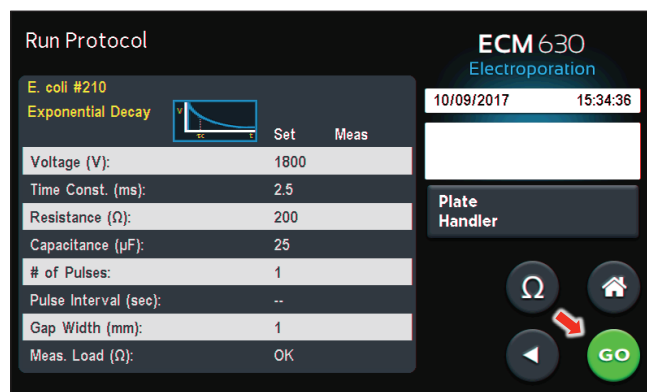 Run Protocol
E. coli #210
Exponential Decay
V
τc
t
Set Meas
Voltage (V): 1800
Time Const. (ms): 2.5
Resistance (Ω): 200
Capacitance (µF): 25
# of Pulses: 1
Pulse Interval (sec): --
Gap Width (mm): 1
Meas. Load (Ω): OK
ECM 630
Electroporation
10/09/2017 15:34:36
Plate
Handler
Ω
GO